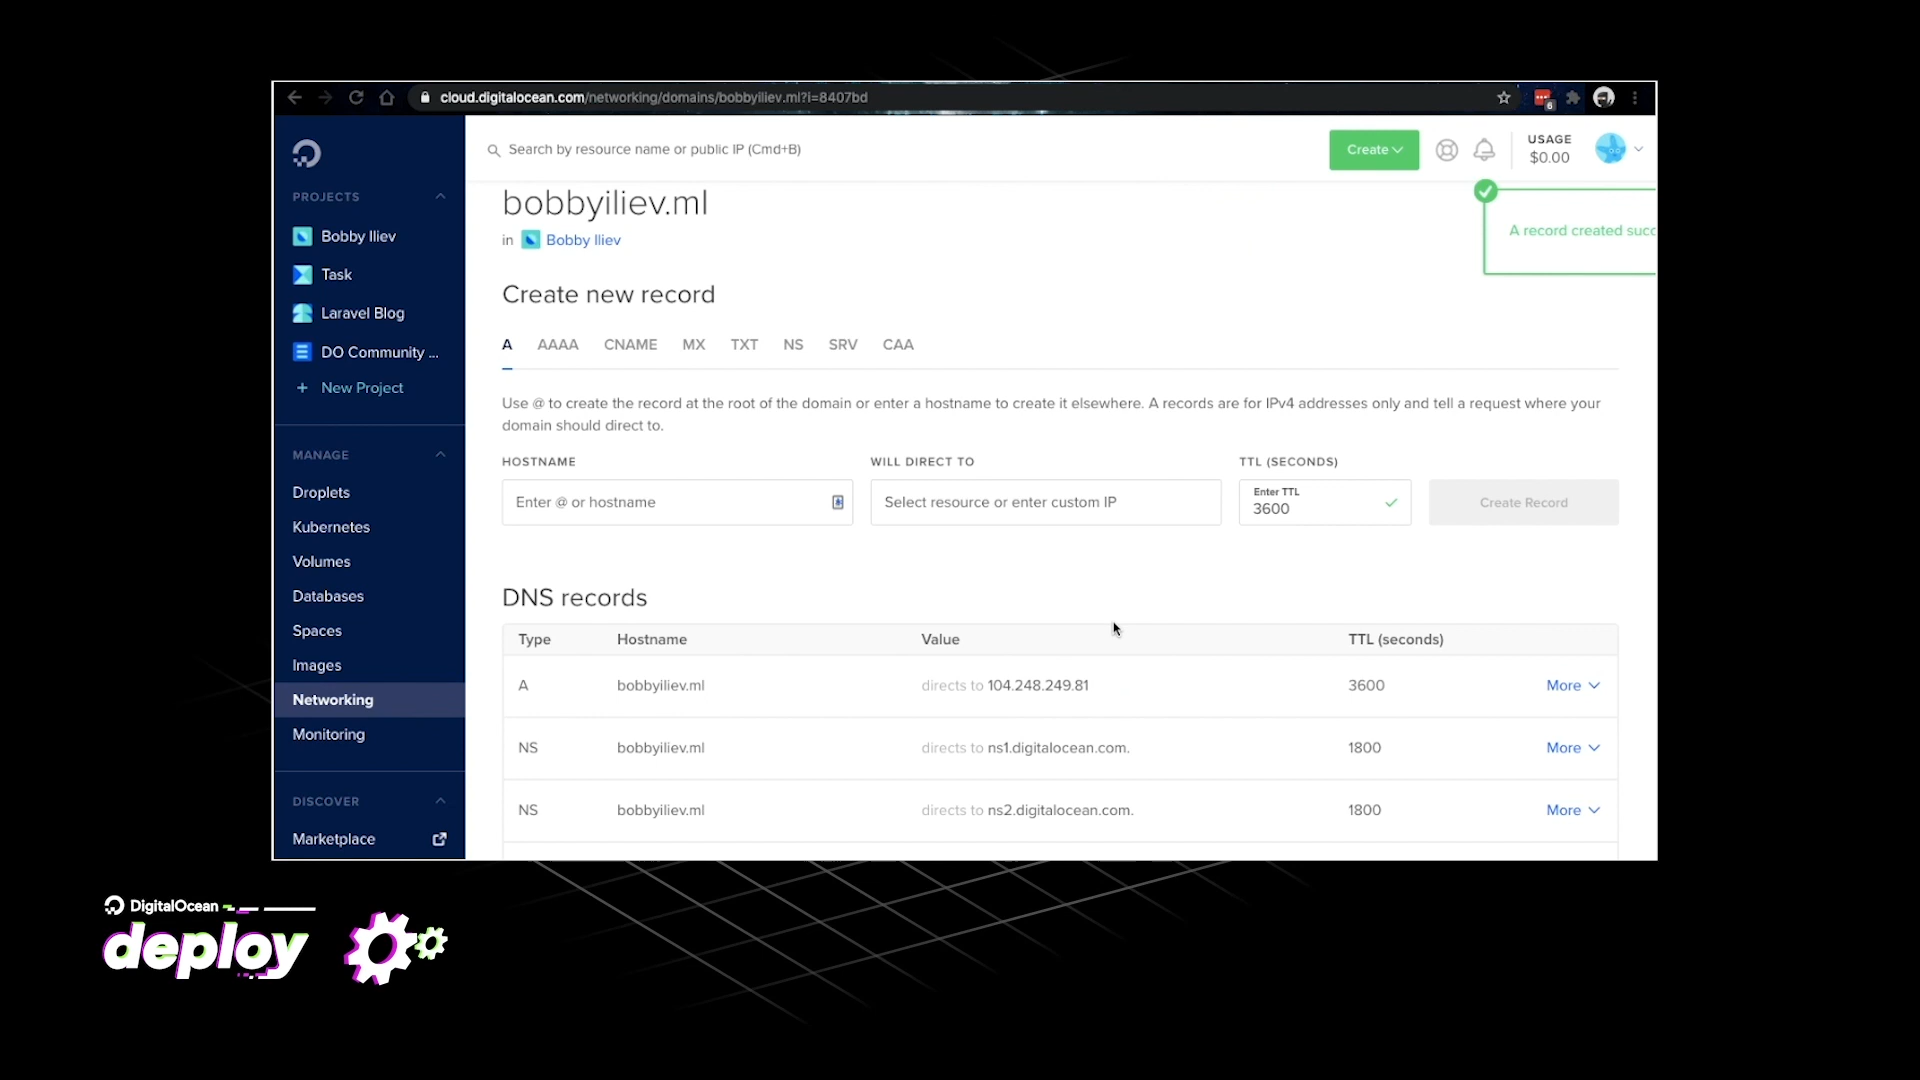 cloud.digitalocean.com/networking/domains/bobbyiliev.ml?i=8407bd
6
Search by resource name or public IP (Cmd+B)
Create
USAGE
$0.00
PROJECTS
Bobby Iliev
Task
Laravel Blog
DO Community ...
+ New Project
MANAGE
Droplets
Kubernetes
Volumes
Databases
Spaces
Images
Networking
Monitoring
DISCOVER
Marketplace
bobbyiliev.ml
in Bobby Iliev
A record created succ
Create new record
A AAAA CNAME MX TXT NS SRV CAA
Use @ to create the record at the root of the domain or enter a hostname to create it elsewhere. A records are for IPv4 addresses only and tell a request where your
domain should direct to.
HOSTNAME WILL DIRECT TO TTL (SECONDS)
Enter @ or hostname Select resource or enter custom IP Enter TTL
3600
Create Record
DNS records
Type Hostname Value TTL (seconds)
A bobbyiliev.ml directs to 104.248.249.81 3600 More
NS bobbyiliev.ml directs to ns1.digitalocean.com. 1800 More
NS bobbyiliev.ml directs to ns2.digitalocean.com. 1800 More
DigitalOcean
deploy